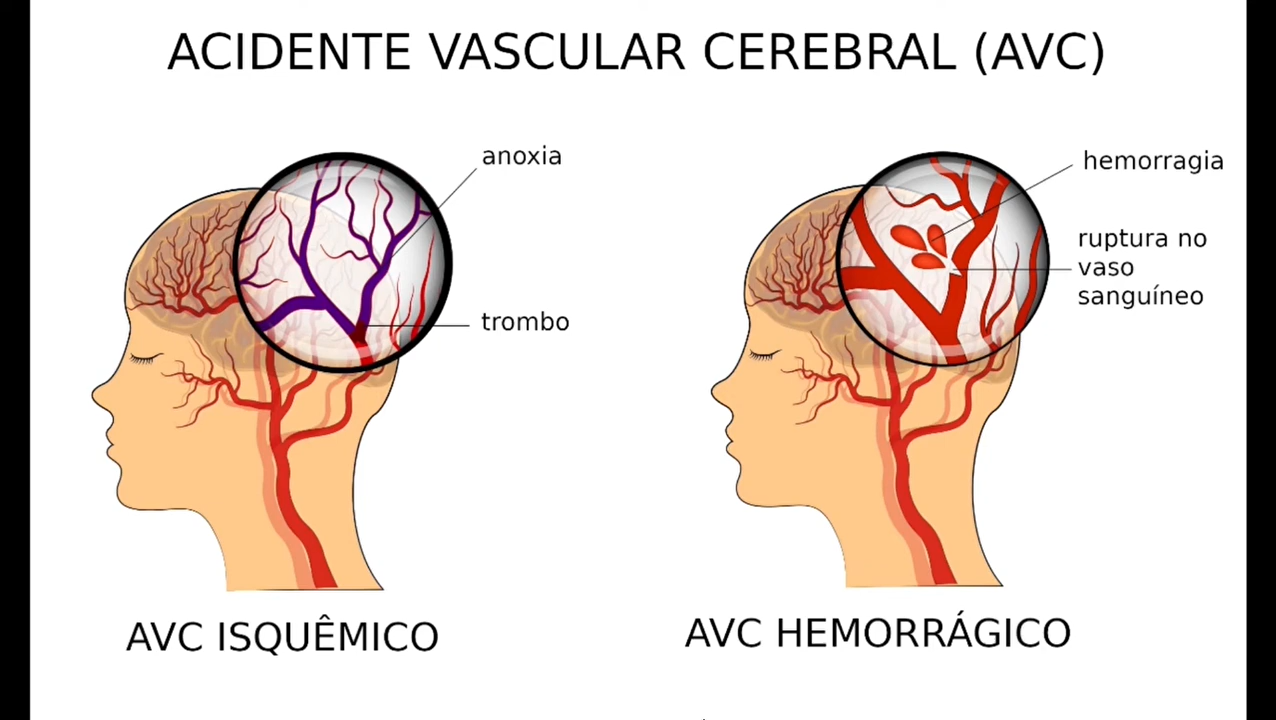 ACIDENTE VASCULAR CEREBRAL (AVC)
anoxia
trombo
AVC ISQUÊMICO
hemorragia
ruptura no
vaso
sanguíneo
AVC HEMORRÁGICO